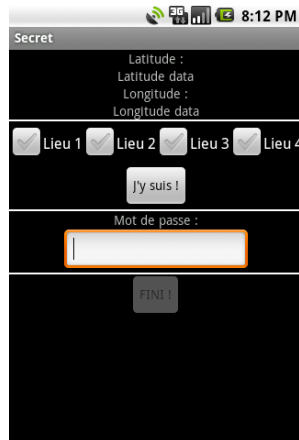 3G
8:12 PM
Secret
Latitude :
Latitude data
Longitude :
Longitude data
Lieu 1 Lieu 2 Lieu 3 Lieu 4
J'y suis !
Mot de passe :
FINI !